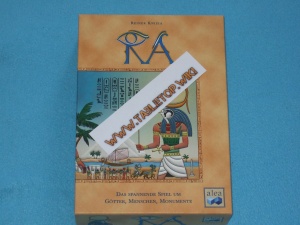 REINER KNIZIA
RA
WWW.TABLETOP.WIKI
DAS SPANNENDE SPIEL UM
GÖTTER, MENSCHEN, MONUMENTE
alea